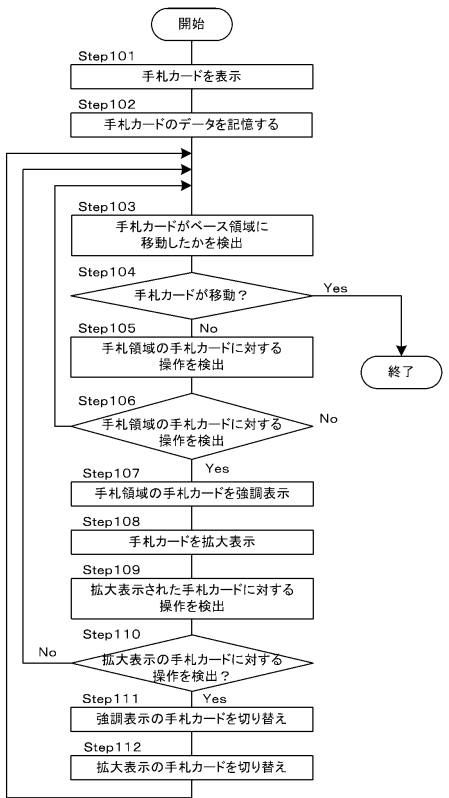 開始
Step101
手札カードを表示
Step102
手札カードのデータを記憶する
Step103
手札カードがベース領域に
移動したかを検出
Step104
手札カードが移動？
Yes
No
Step105
手札領域の手札カードに対する
操作を検出
終了
Step106
手札領域の手札カードに対する
操作を検出
No
Yes
Step107
手札領域の手札カードを強調表示
Step108
手札カードを拡大表示
Step109
拡大表示された手札カードに対する
操作を検出
Step110
No
拡大表示の手札カードに対する
操作を検出？
Yes
Step111
強調表示の手札カードを切り替え
Step112
拡大表示の手札カードを切り替え